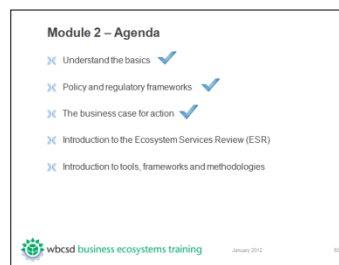 Module 2 – Agenda
Understand the basics
Policy and regulatory frameworks
The business case for action
Introduction to the Ecosystem Services Review (ESR)
Introduction to tools, frameworks and methodologies
wbcsd business ecosystems training
January 2012